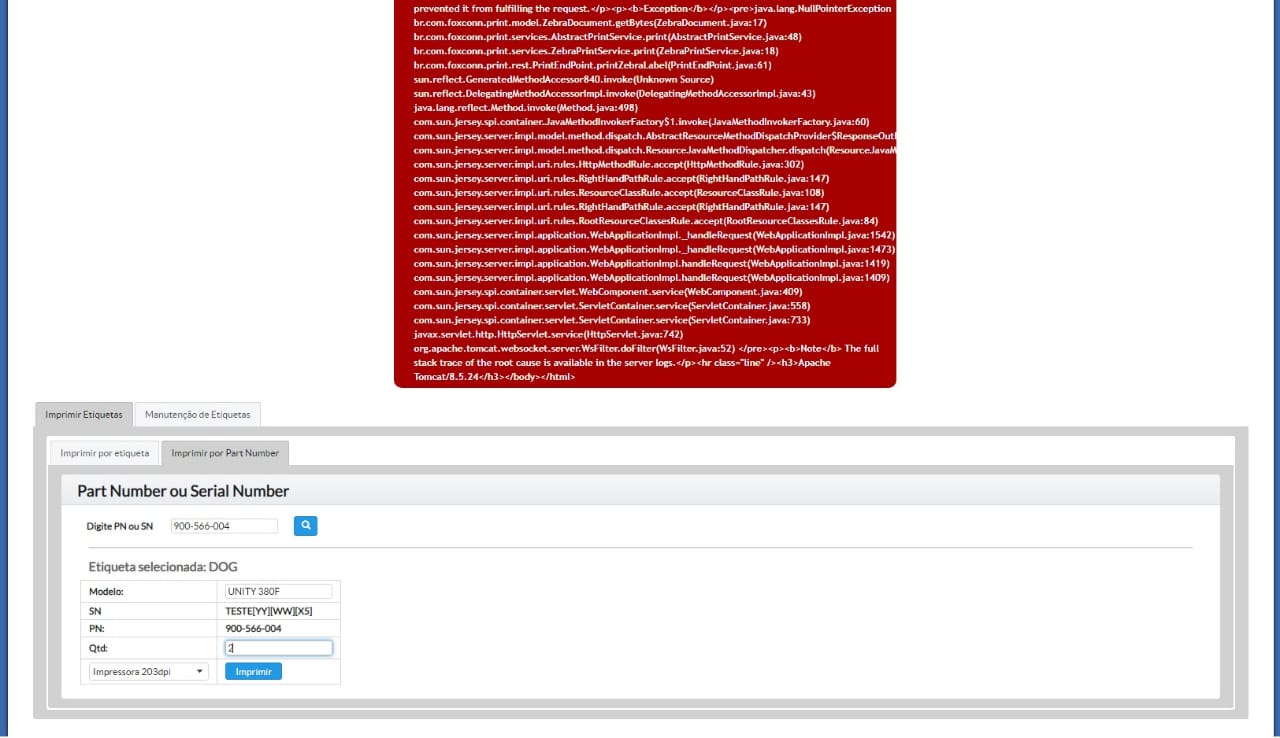 prevented it from fulfilling the request.</p><p><b>Exception</b></p><pre>java.lang.NullPointerException
br.com.foxconn.print.model.ZebraDocument.getBytes(ZebraDocument.java:17)
br.com.foxconn.print.services.AbstractPrintService.print(AbstractPrintService.java:48)
br.com.foxconn.print.services.ZebraPrintService.print(ZebraPrintService.java:18)
br.com.foxconn.print.rest.PrintEndPoint.printZebraLabel(PrintEndPoint.java:61)
sun.reflect.GeneratedMethodAccessor840.invoke(Unknown Source)
sun.reflect.DelegatingMethodAccessorImpl.invoke(DelegatingMethodAccessorImpl.java:43)
java.lang.reflect.Method.invoke(Method.java:498)
com.sun.jersey.spi.container.JavaMethodInvokerFactory$1.invoke(JavaMethodInvokerFactory.java:60)
com.sun.jersey.server.impl.model.method.dispatch.AbstractResourceMethodDispatchProvider$ResponseOut
com.sun.jersey.server.impl.model.method.dispatch.ResourceJavaMethodDispatcher.dispatch(ResourceJava
com.sun.jersey.server.impl.uri.rules.HttpMethodRule.accept(HttpMethodRule.java:302)
com.sun.jersey.server.impl.uri.rules.RightHandPathRule.accept(RightHandPathRule.java:147)
com.sun.jersey.server.impl.uri.rules.ResourceClassRule.accept(ResourceClassRule.java:108)
com.sun.jersey.server.impl.uri.rules.RightHandPathRule.accept(RightHandPathRule.java:147)
com.sun.jersey.server.impl.uri.rules.RootResourceClassesRule.accept(RootResourceClassesRule.java:84)
com.sun.jersey.server.impl.application.WebApplicationImpl._handleRequest(WebApplicationImpl.java:1542)
com.sun.jersey.server.impl.application.WebApplicationImpl._handleRequest(WebApplicationImpl.java:1473)
com.sun.jersey.server.impl.application.WebApplicationImpl.handleRequest(WebApplicationImpl.java:1419)
com.sun.jersey.server.impl.application.WebApplicationImpl.handleRequest(WebApplicationImpl.java:1409)
com.sun.jersey.spi.container.servlet.WebComponent.service(WebComponent.java:409)
com.sun.jersey.spi.container.servlet.ServletContainer.service(ServletContainer.java:558)
com.sun.jersey.spi.container.servlet.ServletContainer.service(ServletContainer.java:733)
javax.servlet.http.HttpServlet.service(HttpServlet.java:742)
org.apache.tomcat.websocket.server.WsFilter.doFilter(WsFilter.java:52) </pre><p><b>Note</b> The full
stack trace of the root cause is available in the server logs.</p><hr class="line" /><h3>Apache
Tomcat/8.5.24</h3></body></html>
Imprimir Etiquetas Manutenção de Etiquetas
Imprimir por etiqueta Imprimir por Part Number
Part Number ou Serial Number
Digite PN ou SN 900-566-004
Etiqueta selecionada: DOG
Modelo: UNITY 380F
SN TESTE[YY][WW][X5]
PN: 900-566-004
Qtd: 2
Impressora 203dpi Imprimir